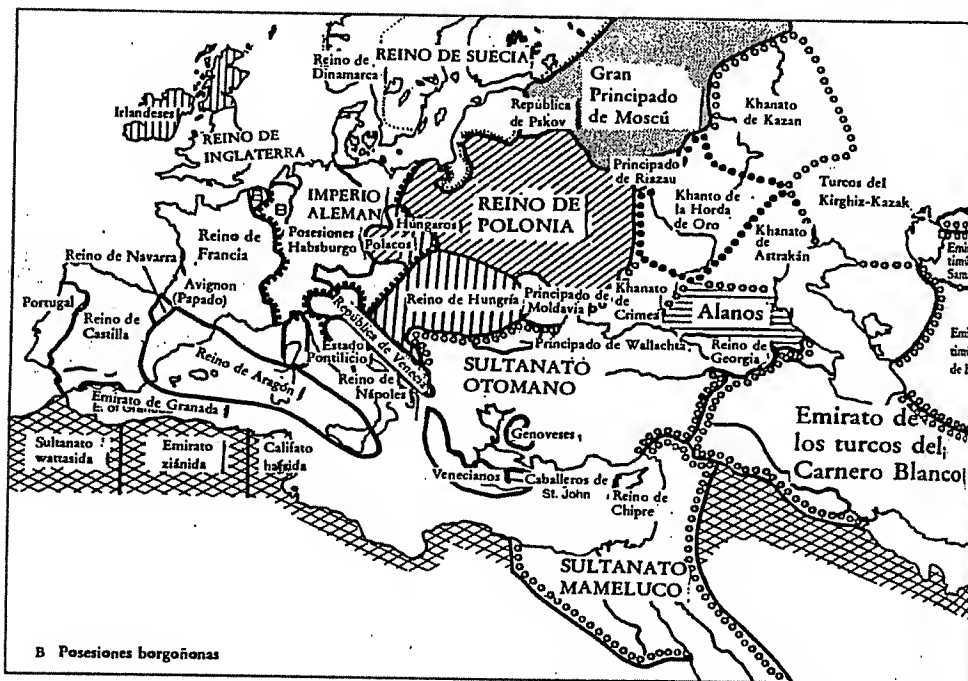 Reino de
Dinamarca
REINO DE SUECIA
Gran
Principado
de Moscú
Khanato
de Kazan
Irlandeses
República
de Pskov
REINO DE
INGLATERRA
Principado
de Riazau
Turcos del
Kirghiz-Kazak
IMPERIO
ALEMAN
Posesiones
Habsburgo
B
B
Hungaros
Polacos
REINO DE
POLONIA
Khanto de
la Horda
de Oro
Khanato
de
Astrakán
Reino de
Francia
Reino de Navarra
Avignon
(Papado)
Portugal
Reino de
Castilla
Reino de Hungría
Principado de
Moldavia
Khanato
de
Crimea
Alanos
República de Venecia
Principado de Wallachta
Reino de
Georgia
Estado
Pontificio
Reino de Aragón
Reino de
Nápoles
SULTANATO
OTOMANO
Emirato de Granada
Emirato de
los turcos del
Carnero Blanco
Sultanato
wattasida
Emirato
ziánida
Califato
hafsida
Genoveses
Venecianos
Caballeros de
St. John
Reino de
Chipre
SULTANATO
MAMELUCO
B Posesiones borgoñonas